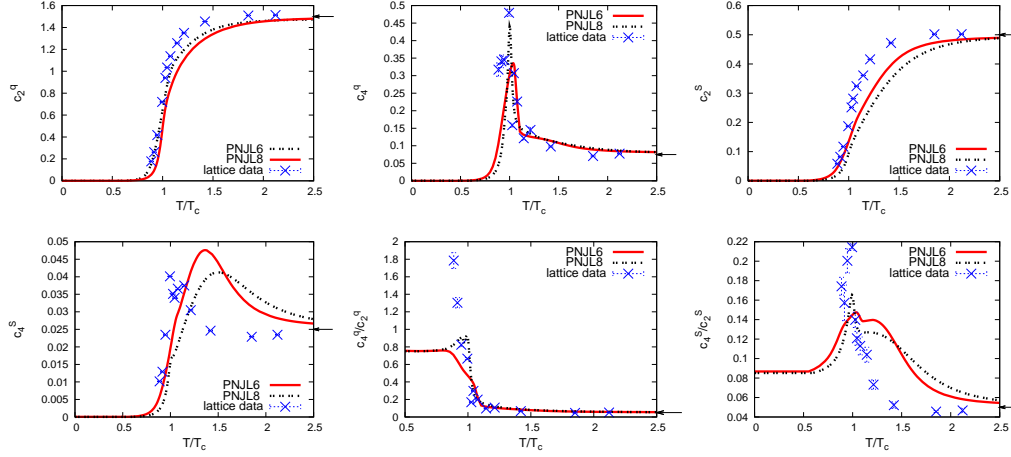 1.6
1.4
1.2
1
0.8
0.6
0.4
0.2
0
c2q
0 0.5 1 1.5 2 2.5
T/Tc
PNJL6
PNJL8
lattice data
0.5
0.45
0.4
0.35
0.3
0.25
0.2
0.15
0.1
0.05
0
c4q
0 0.5 1 1.5 2 2.5
T/Tc
PNJL6
PNJL8
lattice data
0.6
0.5
0.4
0.3
0.2
0.1
0
c2S
0 0.5 1 1.5 2 2.5
T/Tc
PNJL6
PNJL8
lattice data
0.05
0.045
0.04
0.035
0.03
0.025
0.02
0.015
0.01
0.005
0
c4S
0 0.5 1 1.5 2 2.5
T/Tc
PNJL6
PNJL8
lattice data
2
1.8
1.6
1.4
1.2
1
0.8
0.6
0.4
0.2
0
c4q/c2q
0.5 1 1.5 2 2.5
T/Tc
PNJL6
PNJL8
lattice data
0.22
0.2
0.18
0.16
0.14
0.12
0.1
0.08
0.06
0.04
c4S/c2S
0 0.5 1 1.5 2 2.5
T/Tc
PNJL6
PNJL8
lattice data